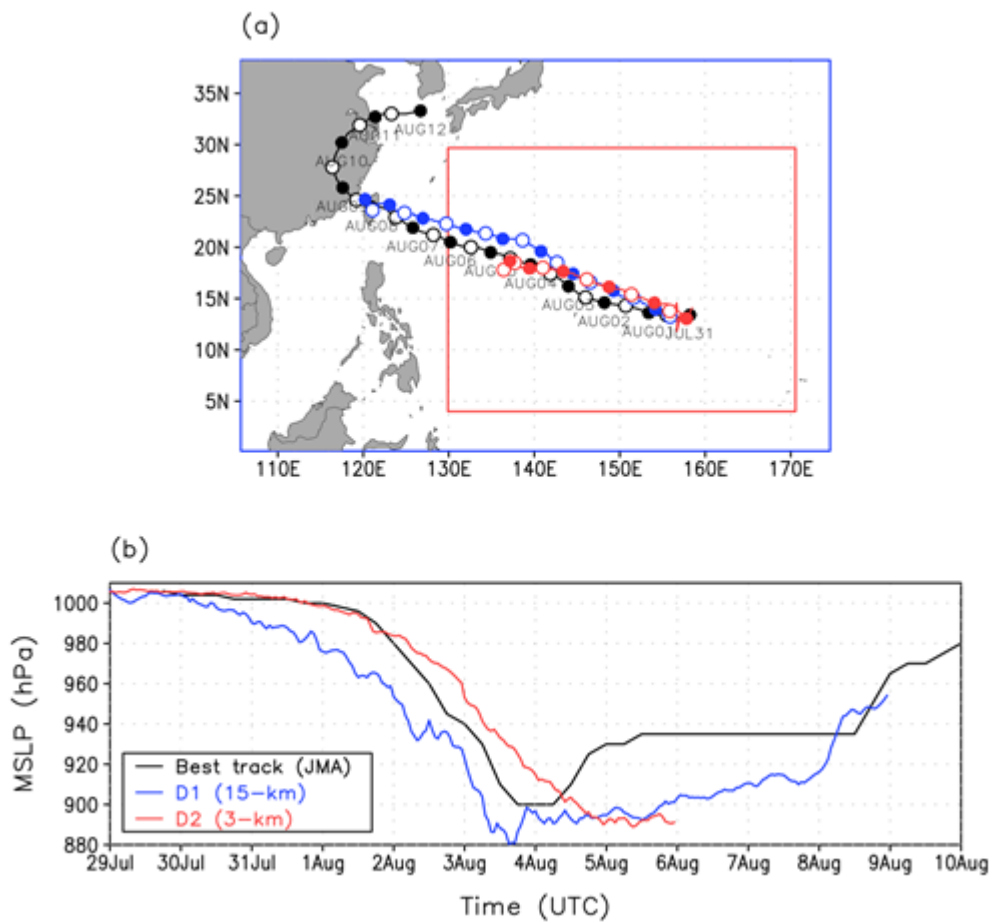 (a)
35N
30N
25N
20N
15N
10N
5N
110E 120E 130E 140E 150E 160E 170E
AUG12
AUG11
AUG10
AUG08
AUG07
AUG06
AUG04
AUG03
AUG02
JUL31
(b)
MSLP (hPa)
1000
980
960
940
920
900
880
Best track (JMA)
D1 (15-km)
D2 (3-km)
29Jul 30Jul 31Jul 1Aug 2Aug 3Aug 4Aug 5Aug 6Aug 7Aug 8Aug 9Aug 10Aug
Time (UTC)